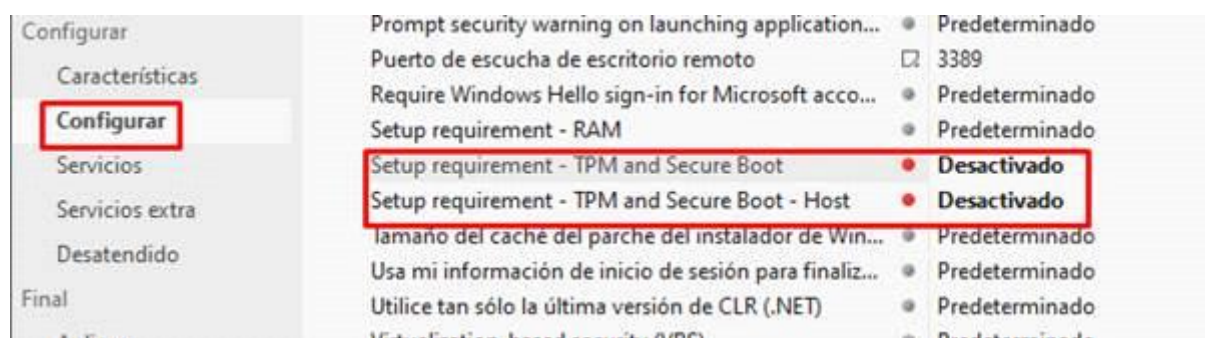 Configurar
Características
Configurar
Servicios
Servicios extra
Desatendido
Final
Prompt security warning on launching application... Predeterminado
Puerto de escucha de escritorio remoto 3389
Require Windows Hello sign-in for Microsoft acco... Predeterminado
Setup requirement - RAM Predeterminado
Setup requirement - TPM and Secure Boot Desactivado
Setup requirement - TPM and Secure Boot - Host Desactivado
Tamaño del caché del parche del instalador de Win... Predeterminado
Usa mi información de inicio de sesión para finaliz... Predeterminado
Utilice tan sólo la última versión de CLR (.NET) Predeterminado